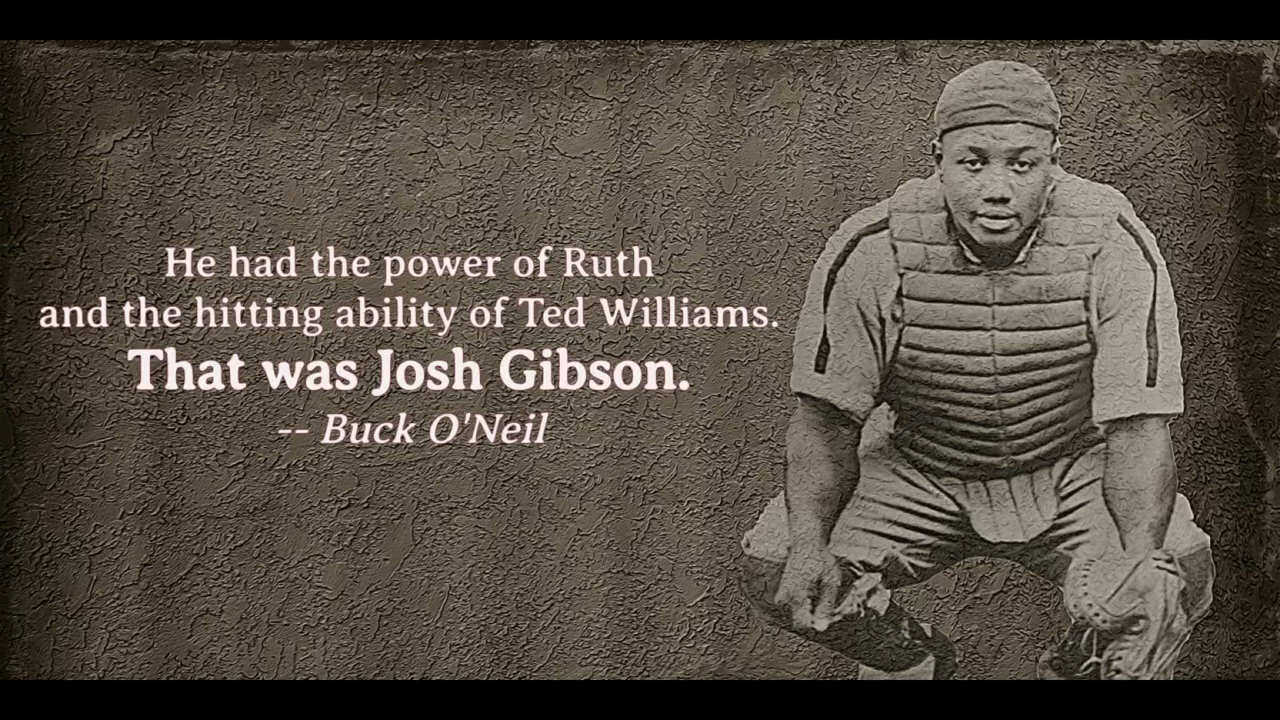 He had the power of Ruth
and the hitting ability of Ted Williams.
That was Josh Gibson.
-- Buck O'Neil